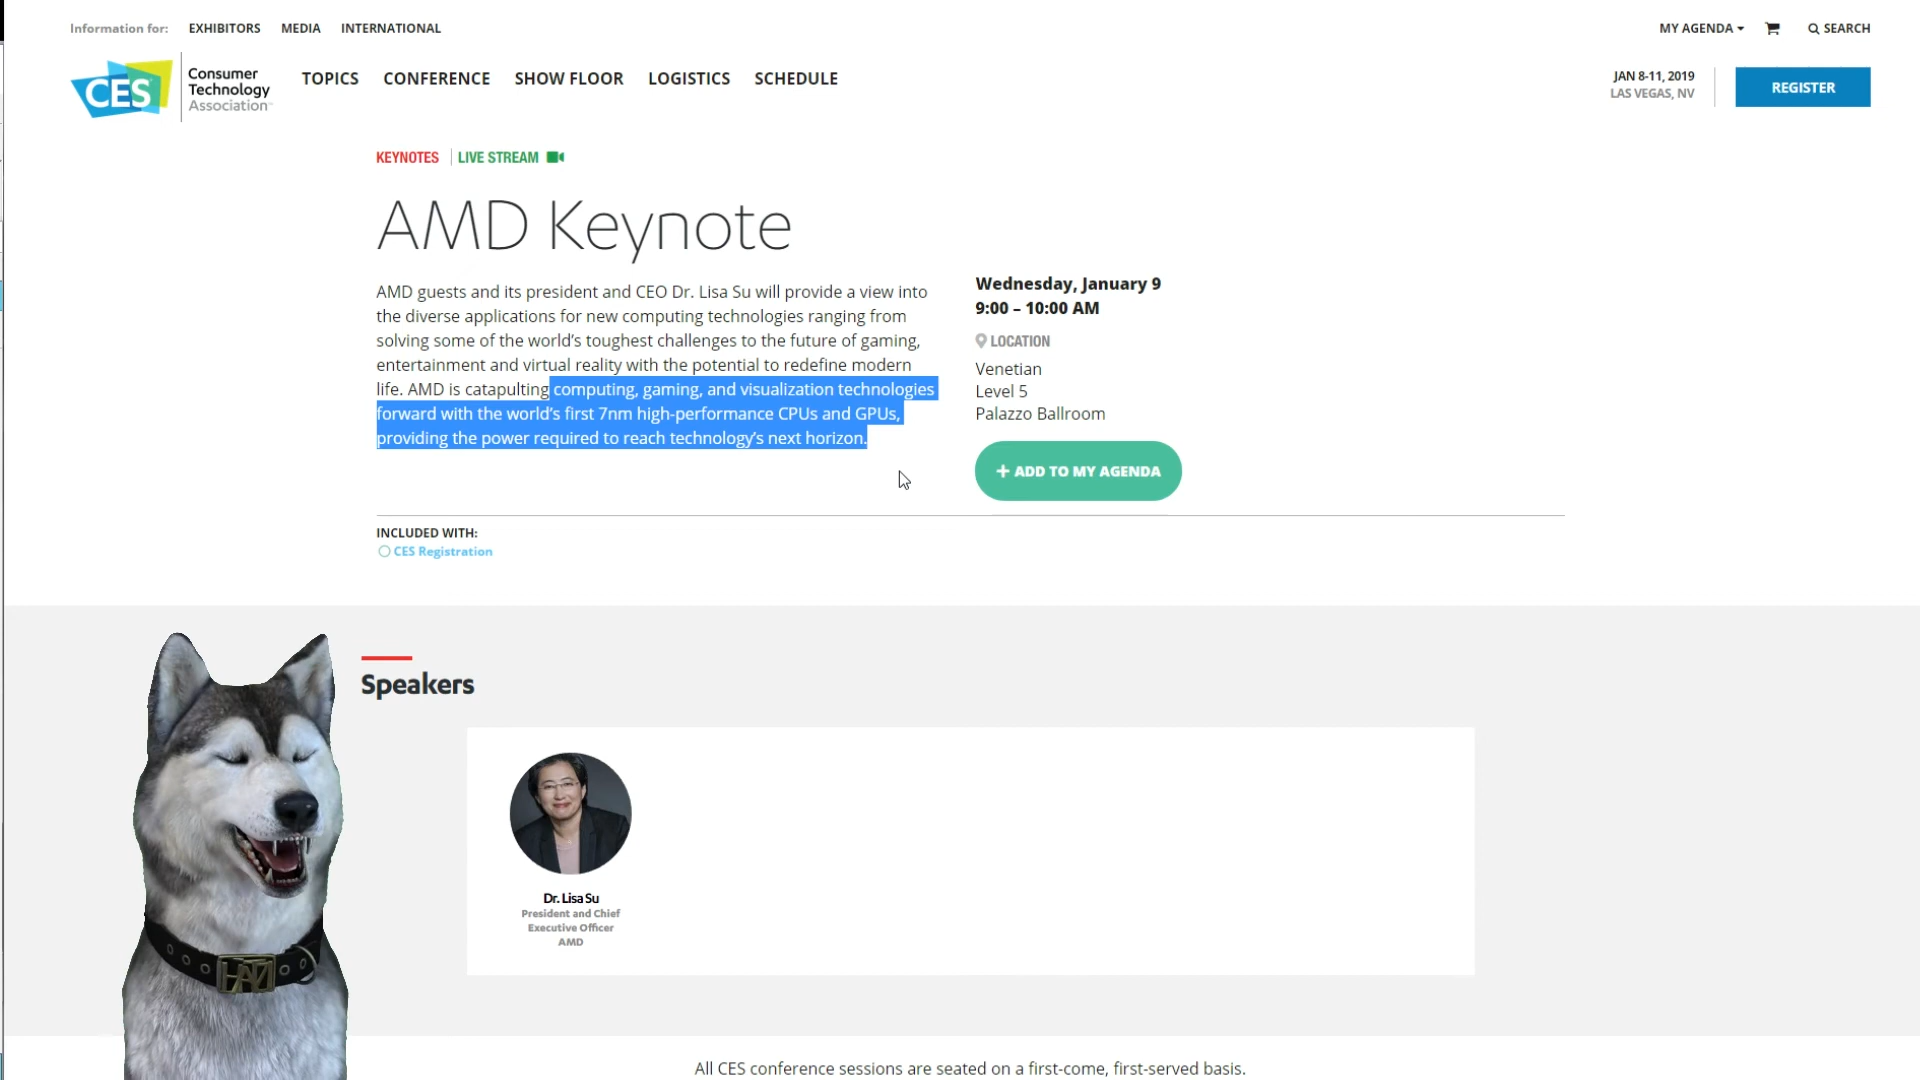 Information for: EXHIBITORS MEDIA INTERNATIONAL
MY AGENDA SEARCH
CES
Consumer
Technology
Association
TOPICS CONFERENCE SHOW FLOOR LOGISTICS SCHEDULE
JAN 8-11, 2019
LAS VEGAS, NV
REGISTER
KEYNOTES LIVE STREAM
AMD Keynote
AMD guests and its president and CEO Dr. Lisa Su will provide a view into
the diverse applications for new computing technologies ranging from
solving some of the world's toughest challenges to the future of gaming,
entertainment and virtual reality with the potential to redefine modern
life. AMD is catapulting computing, gaming, and visualization technologies
forward with the world's first 7nm high-performance CPUs and GPUs,
providing the power required to reach technology's next horizon.
Wednesday, January 9
9:00 – 10:00 AM
LOCATION
Venetian
Level 5
Palazzo Ballroom
+ ADD TO MY AGENDA
INCLUDED WITH:
CES Registration
Speakers
Dr. Lisa Su
President and Chief
Executive Officer
AMD
All CES conference sessions are seated on a first-come, first-served basis.